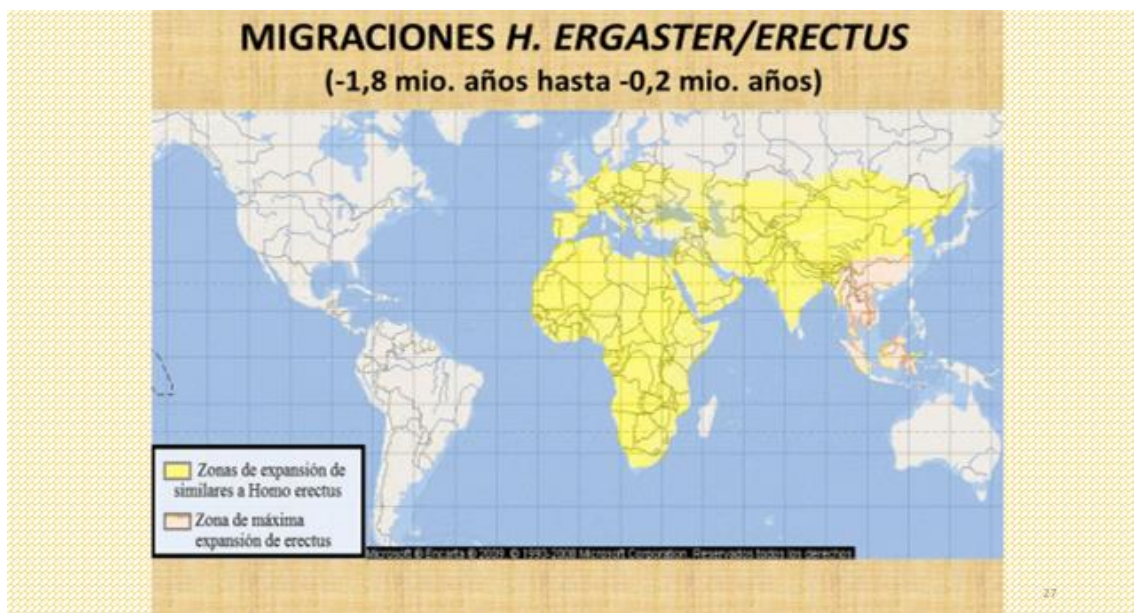 MIGRACIONES H. ERGASTER/ERECTUS
(-1,8 mio. años hasta -0,2 mio. años)
Zonas de expansión de
similares a Homo erectus
Zona de máxima
expansión de erectus
Microsoft ® Encarta ® 2009. © 1993-2008 Microsoft Corporation. Reservados todos los derechos.
27